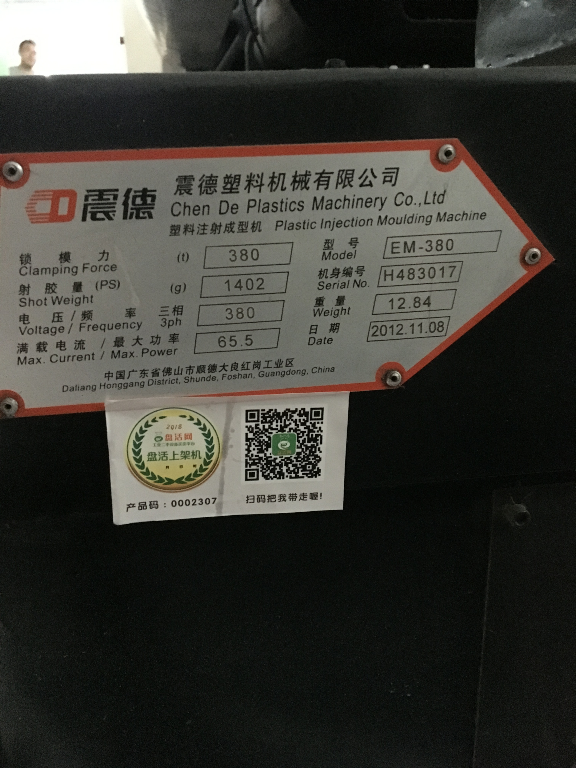 震德塑料机械有限公司
CD 震德
Chen De Plastics Machinery Co.,Ltd
塑料注射成型机 Plastic Injection Moulding Machine
锁模力 (t) 380
Clamping Force
型号 EM-380
Model
射胶量 (PS) (g) 1402
Shot Weight
机身编号 H483017
Serial No.
电压/频率 三相 380
Voltage / Frequency 3ph
重量 12.84
Weight
满载电流/最大功率 65.5
Max. Current / Max. Power
日期 2012.11.08
Date
中国广东省佛山市顺德大良红岗工业区
Daliang Honggang District, Shunde, Foshan, Guangdong, China
2018
盘活网
盘活上架机
产品码：0002307
扫码把我带走喔!